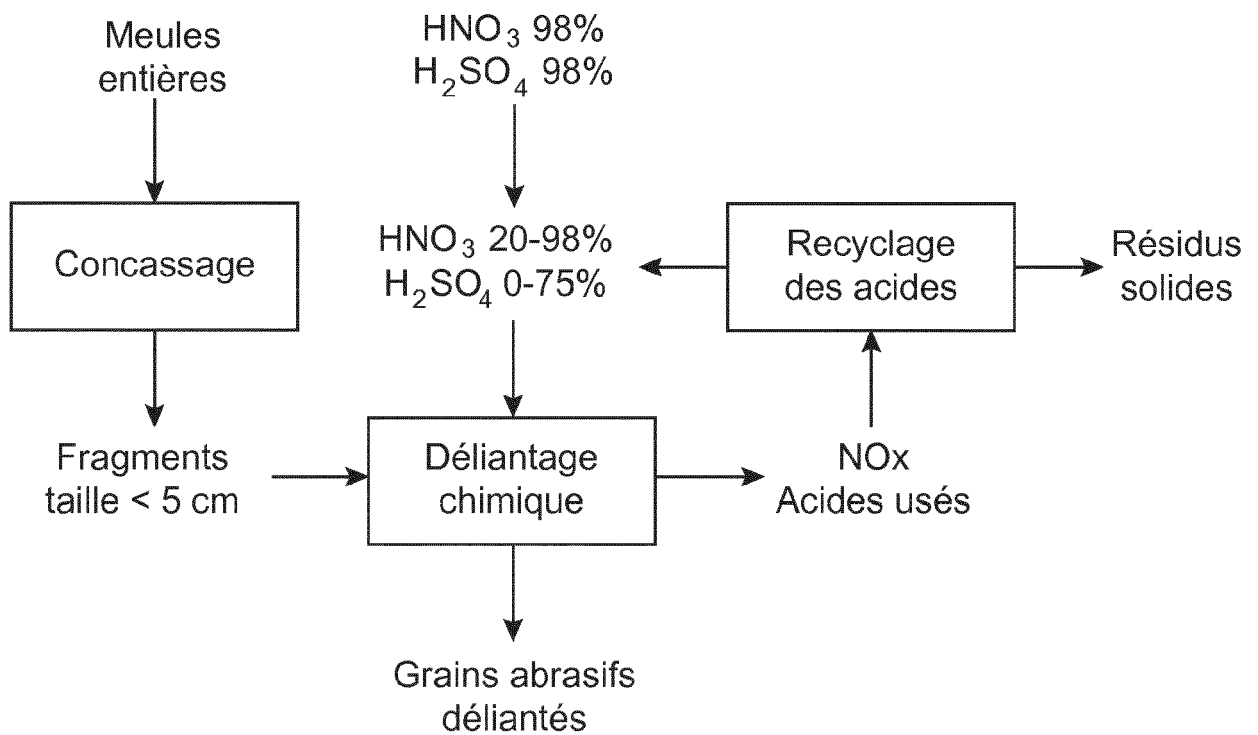 Meules
entières
HNO3 98%
H2SO4 98%
Concassage
HNO3 20-98%
H2SO4 0-75%
Recyclage
des acides
Résidus
solides
Fragments
taille < 5 cm
Déliantage
chimique
NOx
Acides usés
Grains abrasifs
déliantés